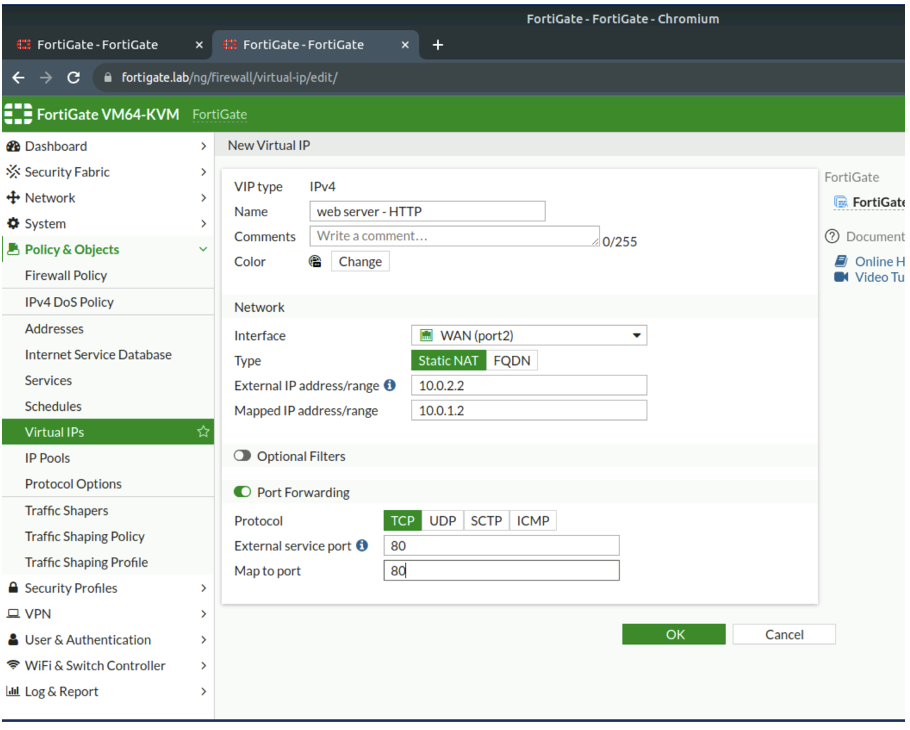 FortiGate - FortiGate - Chromium
FortiGate - FortiGate × FortiGate - FortiGate × +
fortigate.lab/ng/firewall/virtual-ip/edit/
FortiGate VM64-KVM FortiGate
Dashboard
Security Fabric
Network
System
Policy & Objects
Firewall Policy
IPv4 DoS Policy
Addresses
Internet Service Database
Services
Schedules
Virtual IPs
IP Pools
Protocol Options
Traffic Shapers
Traffic Shaping Policy
Traffic Shaping Profile
Security Profiles
VPN
User & Authentication
WiFi & Switch Controller
Log & Report
New Virtual IP
VIP type IPv4
Name web server - HTTP
Comments Write a comment... 0/255
Color Change
Network
Interface WAN (port2)
Type Static NAT FQDN
External IP address/range 10.0.2.2
Mapped IP address/range 10.0.1.2
Optional Filters
Port Forwarding
Protocol TCP UDP SCTP ICMP
External service port 80
Map to port 80
OK Cancel
FortiGate
FortiGate
Document
Online H
Video Tu